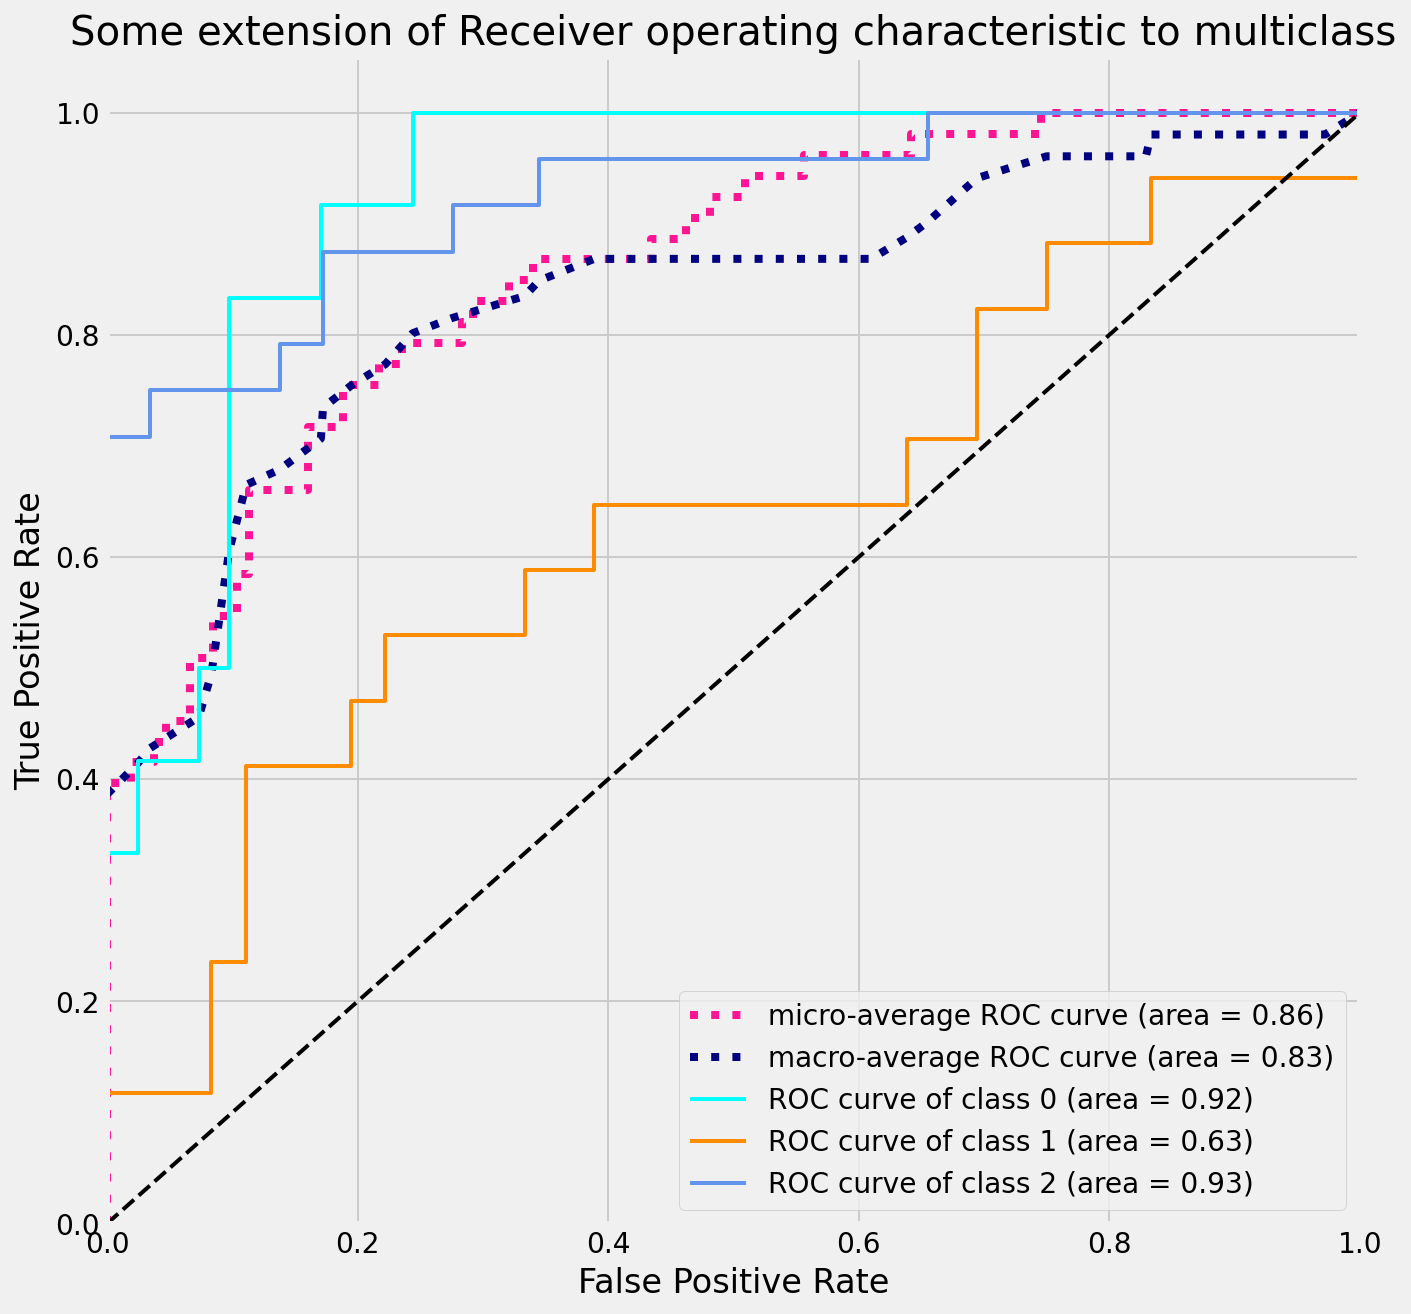 Some extension of Receiver operating characteristic to multiclass
True Positive Rate
1.0
0.8
0.6
0.4
0.2
0.0
micro-average ROC curve (area = 0.86)
macro-average ROC curve (area = 0.83)
ROC curve of class 0 (area = 0.92)
ROC curve of class 1 (area = 0.63)
ROC curve of class 2 (area = 0.93)
0.0 0.2 0.4 0.6 0.8 1.0
False Positive Rate